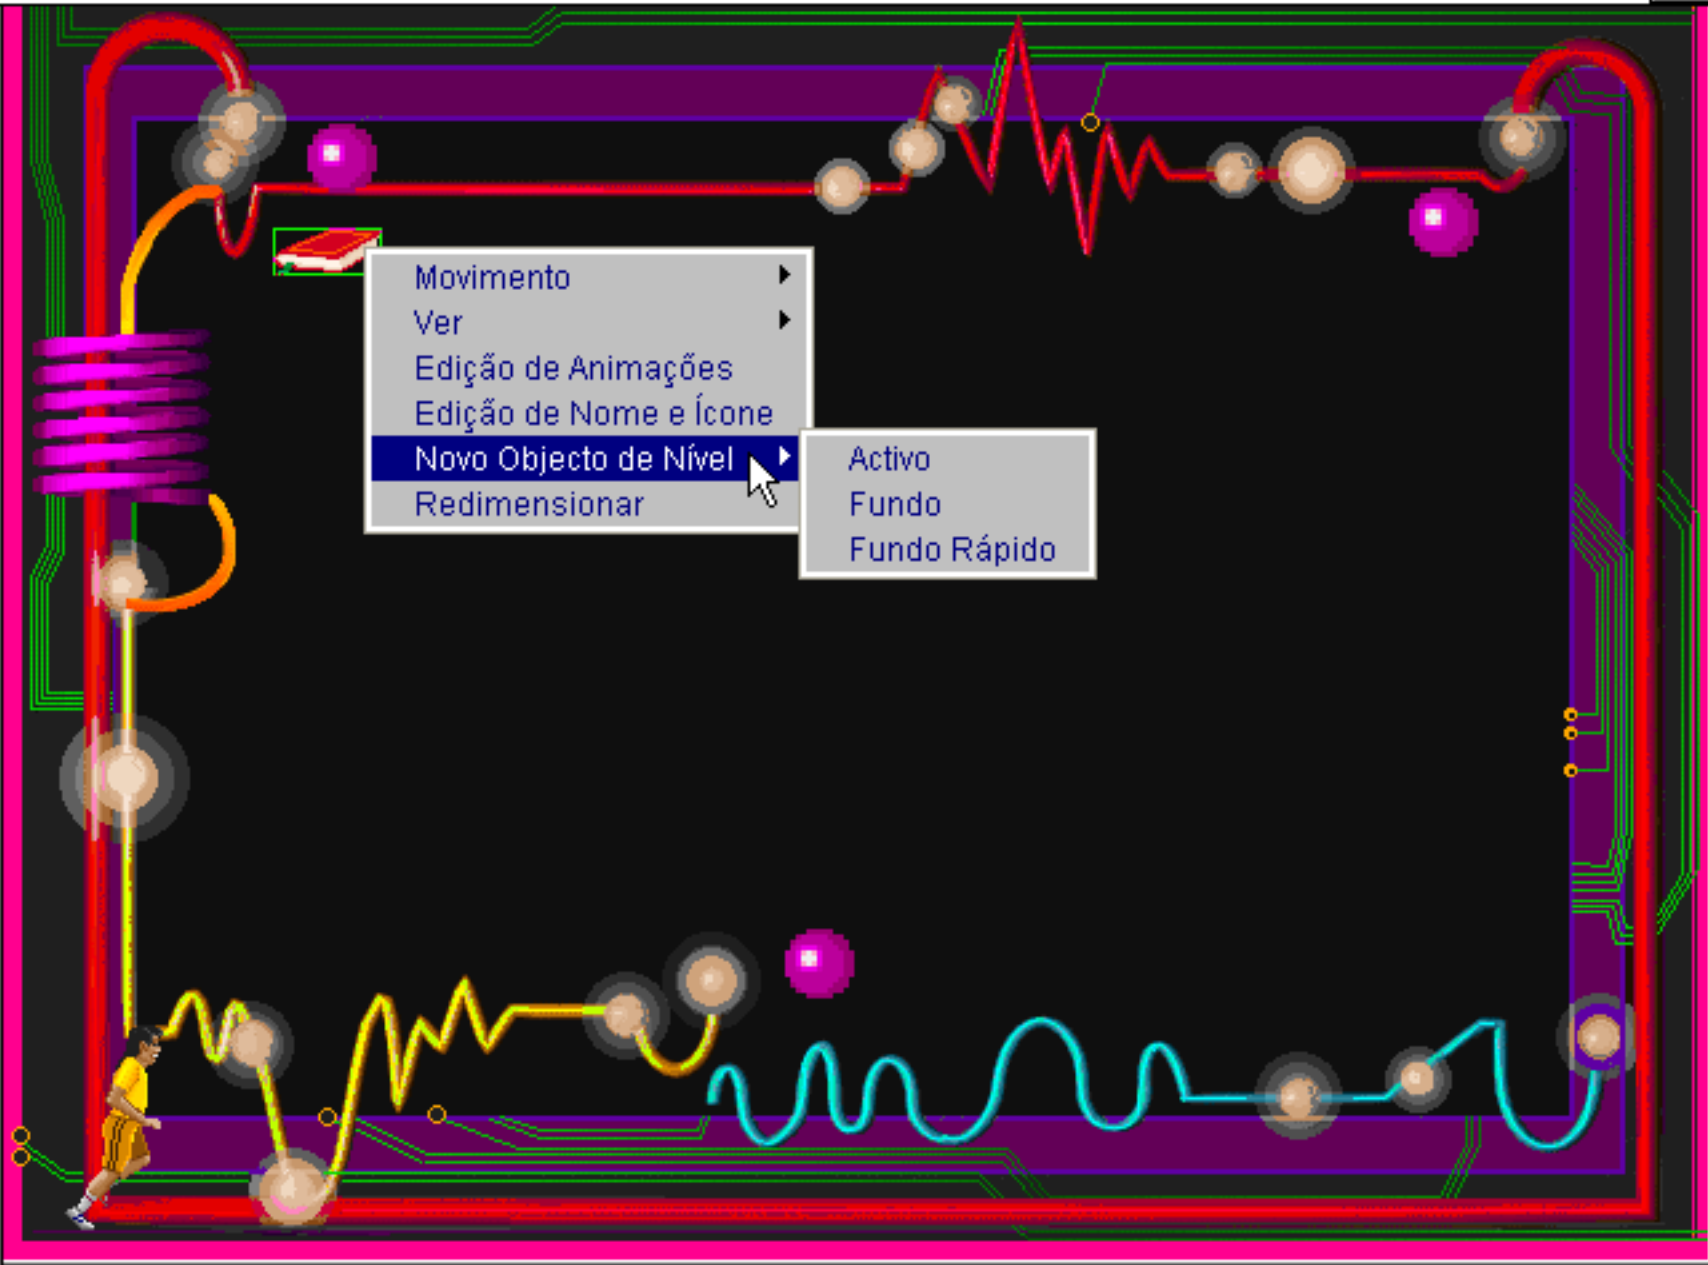 Movimento
Ver
Edição de Animações
Edição de Nome e Ícone
Novo Objecto de Nível
Redimensionar
Activo
Fundo
Fundo Rápido